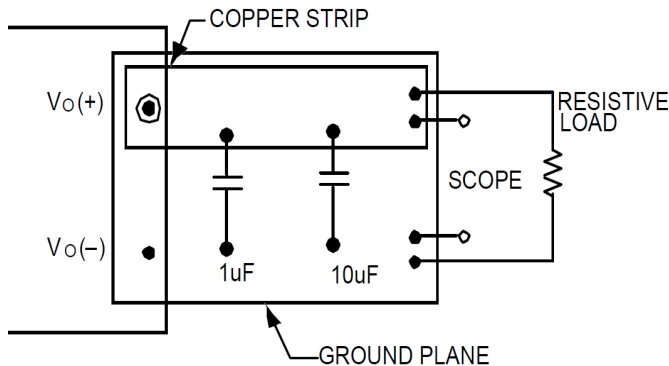 COPPER STRIP
VO(+)
RESISTIVE
LOAD
SCOPE
VO(–)
1uF
10uF
GROUND PLANE